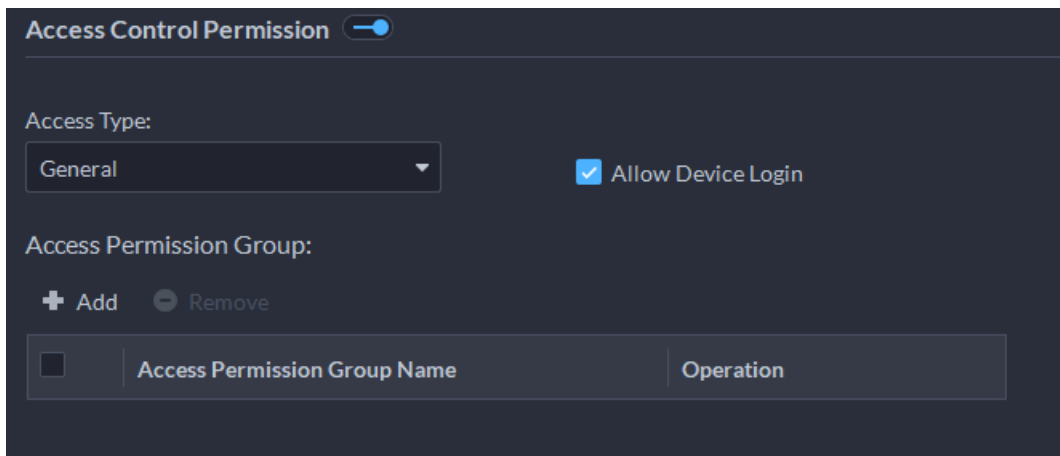 Access Control Permission
Access Type:
General
Allow Device Login
Access Permission Group:
Add Remove
Access Permission Group Name Operation